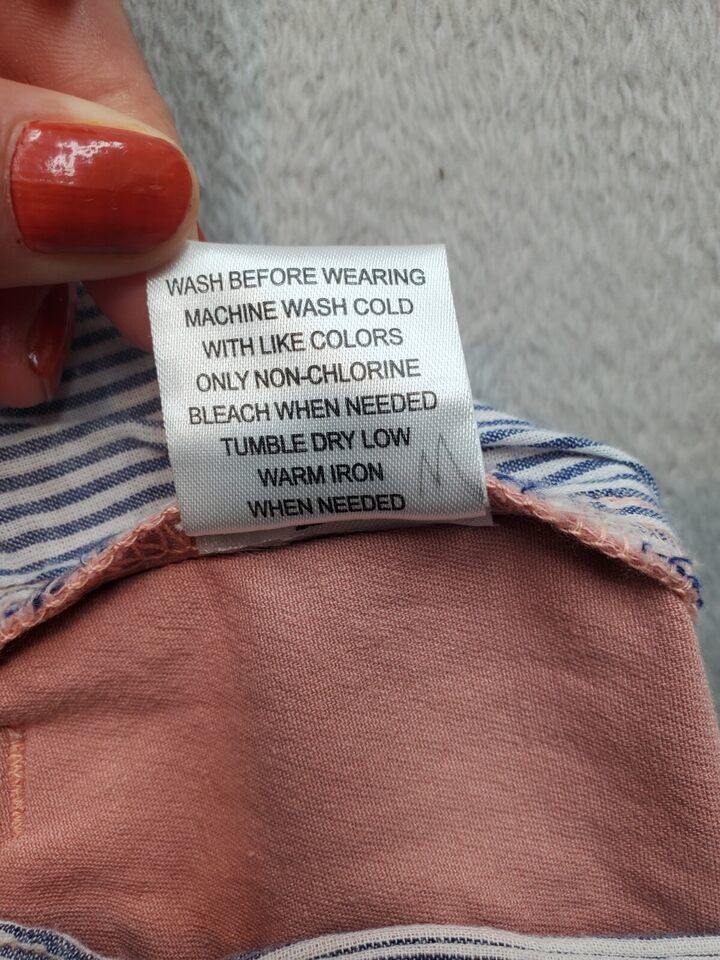 WASH BEFORE WEARING
MACHINE WASH COLD
WITH LIKE COLORS
ONLY NON-CHLORINE
BLEACH WHEN NEEDED
TUMBLE DRY LOW
WARM IRON
WHEN NEEDED